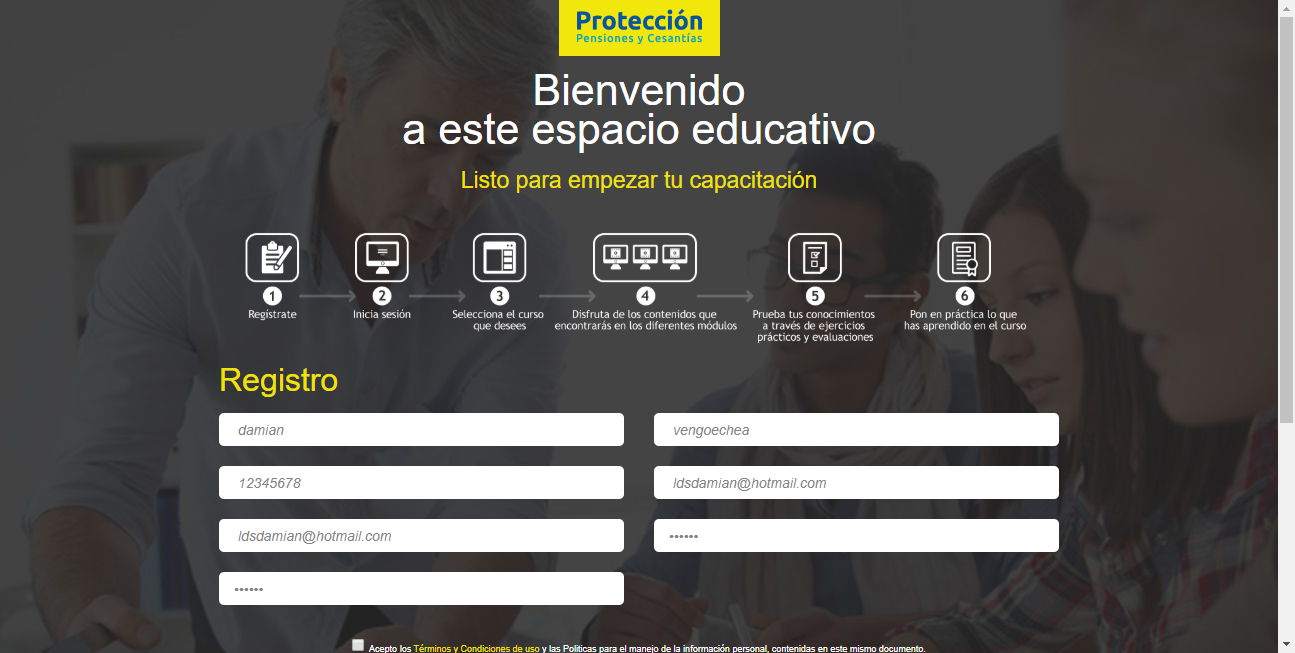 Protección
Pensiones y Cesantías
Bienvenido
a este espacio educativo
Listo para empezar tu capacitación
1
Regístrate
2
Inicia sesión
3
Selecciona el curso
que desees
4
Disfruta de los contenidos que
encontrarás en los diferentes módulos
5
Prueba tus conocimientos
a través de ejercicios
prácticos y evaluaciones
6
Pon en práctica lo que
has aprendido en el curso
Registro
damian
vengoechea
12345678
ldsdamian@hotmail.com
ldsdamian@hotmail.com
••••••
••••••
Acepto los Términos y Condiciones de uso y las Políticas para el manejo de la información personal, contenidas en este mismo documento.